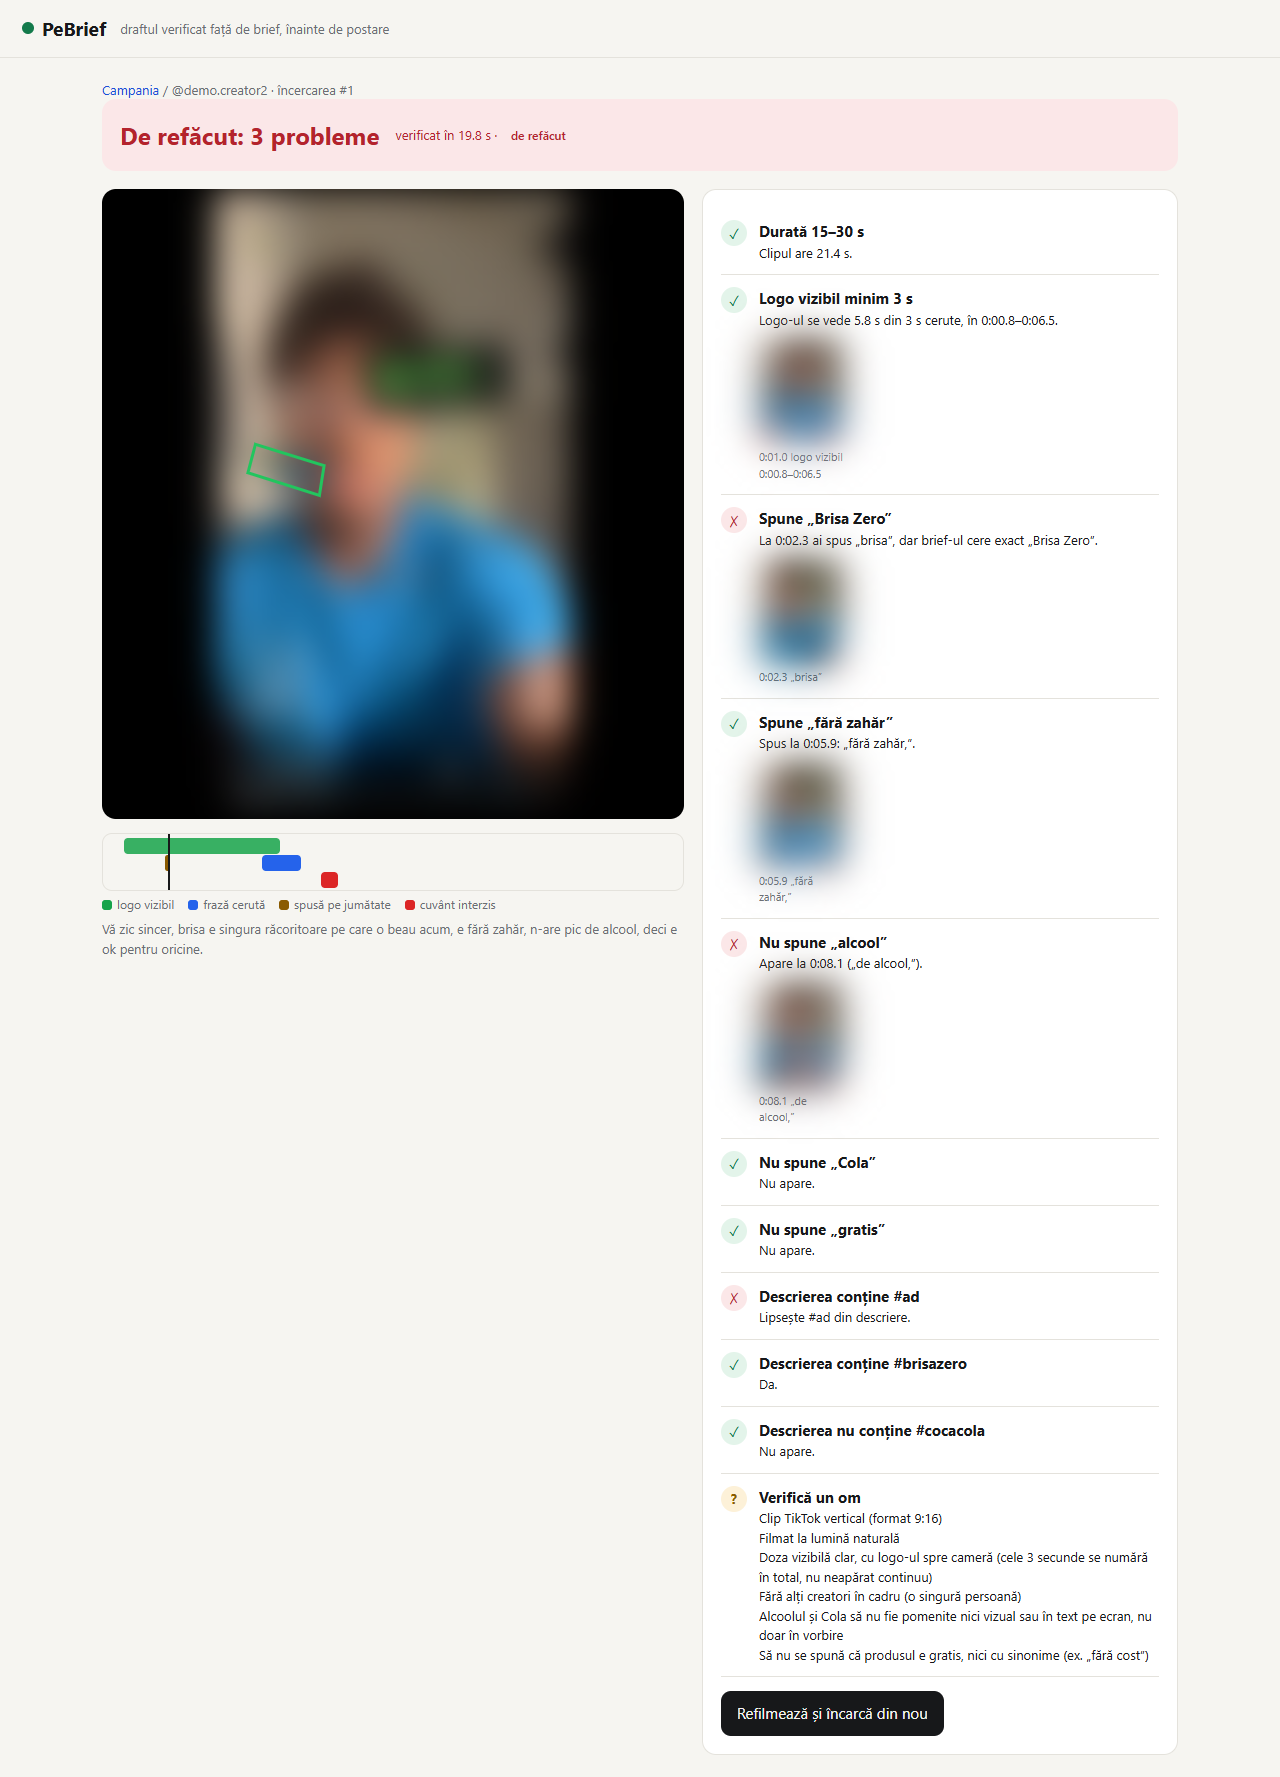 PeBrief draftul verificat față de brief, înainte de postare
Campania / @demo.creator2 · încercarea #1
De refăcut: 3 probleme verificat în 19.8 s · de refăcut
logo vizibil frază cerută spusă pe jumătate cuvânt interzis
Vă zic sincer, brisa e singura răcoritoare pe care o beau acum, e fără zahăr, n-are pic de alcool, deci e
ok pentru oricine.
✓ Durată 15–30 s
Clipul are 21.4 s.
✓ Logo vizibil minim 3 s
Logo-ul se vede 5.8 s din 3 s cerute, în 0:00.8–0:06.5.
0:01.0 logo vizibil
0:00.8–0:06.5
✗ Spune „Brisa Zero”
La 0:02.3 ai spus „brisa”, dar brief-ul cere exact „Brisa Zero”.
0:02.3 „brisa”
✓ Spune „fără zahăr”
Spus la 0:05.9: „fără zahăr,”.
0:05.9 „fără
zahăr,”
✗ Nu spune „alcool”
Apare la 0:08.1 („de alcool,”).
0:08.1 „de
alcool,”
✓ Nu spune „Cola”
Nu apare.
✓ Nu spune „gratis”
Nu apare.
✗ Descrierea conține #ad
Lipsește #ad din descriere.
✓ Descrierea conține #brisazero
Da.
✓ Descrierea nu conține #cocacola
Nu apare.
? Verifică un om
Clip TikTok vertical (format 9:16)
Filmat la lumină naturală
Doza vizibilă clar, cu logo-ul spre cameră (cele 3 secunde se numără
în total, nu neapărat continuu)
Fără alți creatori în cadru (o singură persoană)
Alcoolul și Cola să nu fie pomenite nici vizual sau în text pe ecran, nu
doar în vorbire
Să nu se spună că produsul e gratis, nici cu sinonime (ex. „fără cost”)
Refilmează și încarcă din nou